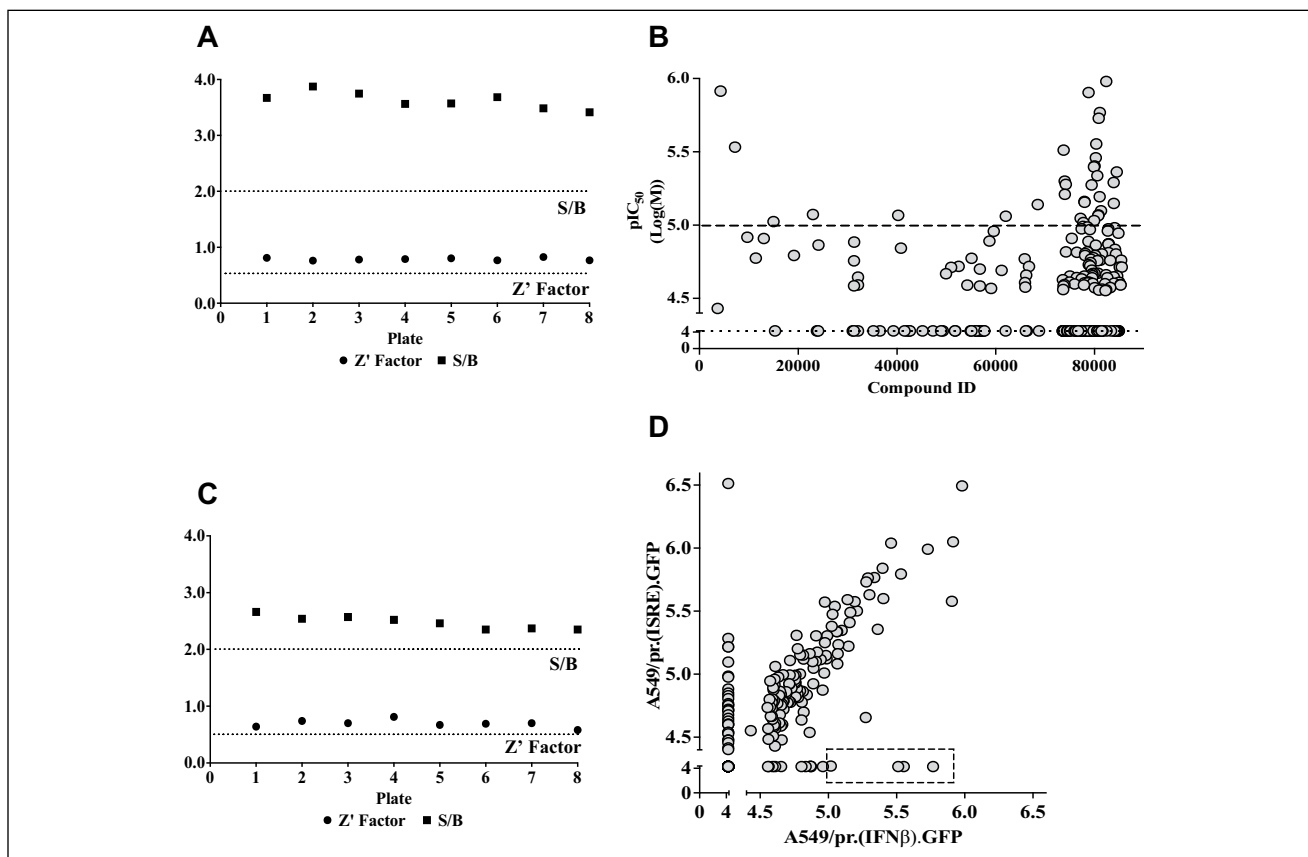 A
4.0
3.0
2.0
1.0
0.0
S/B
Z’ Factor
0 1 2 3 4 5 6 7 8
Plate
Z' Factor S/B
B
6.0
5.5
5.0
4.5
4
0
pIC50
(Log(M))
0 20000 40000 60000 80000
Compound ID
C
4.0
3.0
2.0
1.0
0.0
S/B
Z’ Factor
0 1 2 3 4 5 6 7 8
Plate
Z' Factor S/B
D
6.5
6.0
5.5
5.0
4.5
4
0
A549/pr.(ISRE).GFP
0 4 4.5 5.0 5.5 6.0 6.5
A549/pr.(IFNβ).GFP